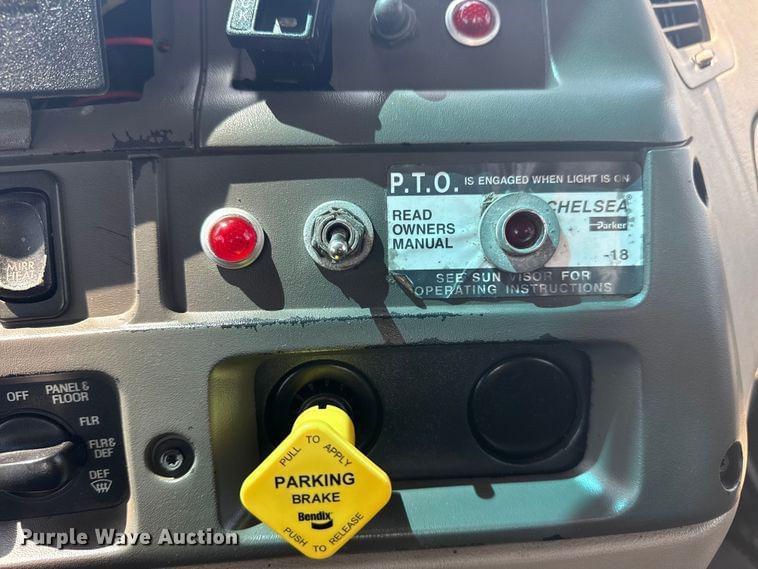 P.T.O. IS ENGAGED WHEN LIGHT IS ON
READ
OWNERS
MANUAL
CHELSEA®
Parker
-18
SEE SUN VISOR FOR
OPERATING INSTRUCTIONS
MIRR
HEAT
OFF
PANEL &
FLOOR
FLR
FLR&
DEF
DEF
PULL TO APPLY
PARKING
BRAKE
Bendix
PUSH TO RELEASE
Purple Wave Auction